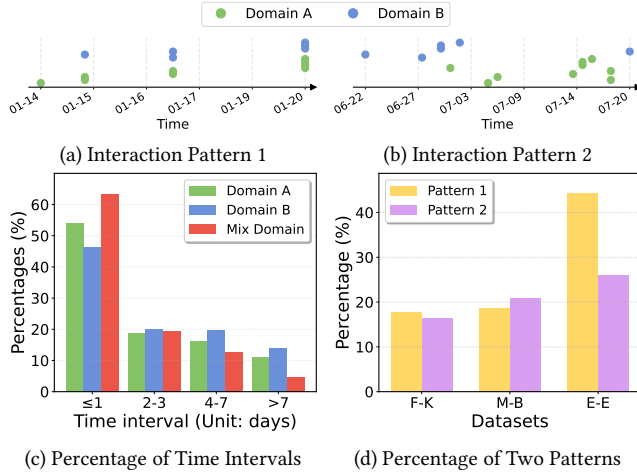 Domain A Domain B
01-14 01-15 01-16 01-17 01-19 01-20
Time
(a) Interaction Pattern 1
06-22 06-27 07-03 07-09 07-14 07-20
Time
(b) Interaction Pattern 2
Percentages (%)
60
50
40
30
20
10
0
Domain A
Domain B
Mix Domain
≤1 2-3 4-7 >7
Time interval (Unit: days)
(c) Percentage of Time Intervals
Percentage (%)
40
30
20
10
0
Pattern 1
Pattern 2
F-K M-B E-E
Datasets
(d) Percentage of Two Patterns